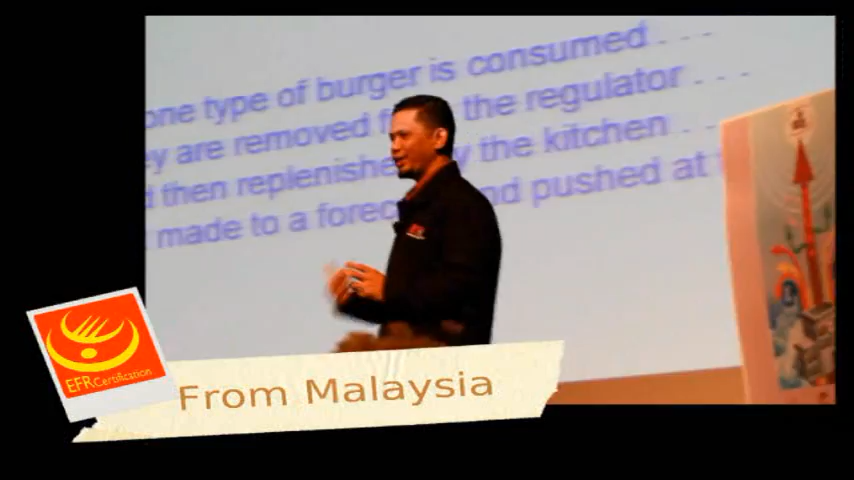 one type of burger is consumed . . . - -
ey are removed f the regulator . . . - -
then replenishe y the kitchen . . -
made to a forec nd pushed at
EFR Certification
From Malaysia